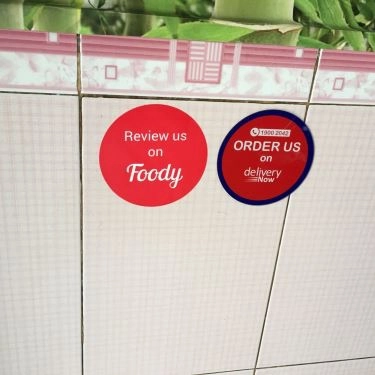 Review us
on
Foody
1900 2042
ORDER US
on
delivery
Now